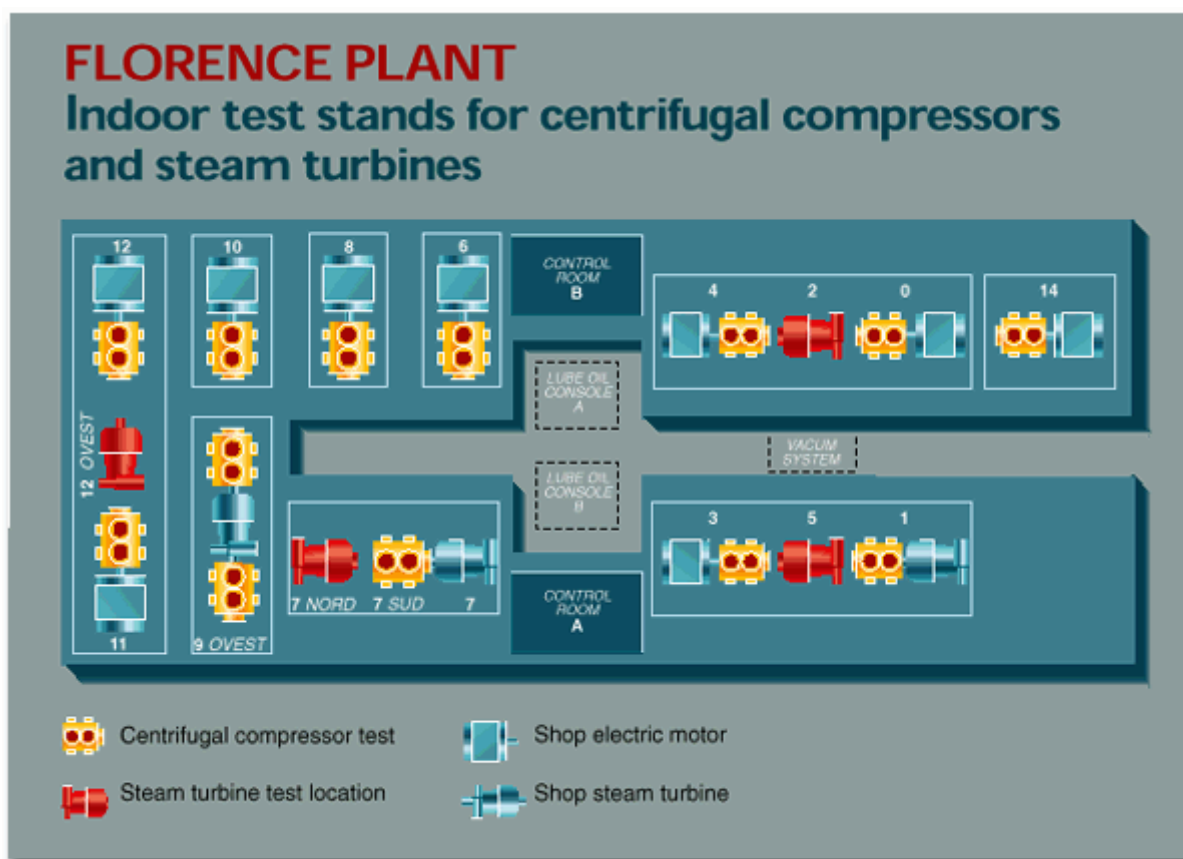 FLORENCE PLANT
Indoor test stands for centrifugal compressors
and steam turbines
12
10
8
6
CONTROL
ROOM
B
4
2
0
14
LUBE OIL
CONSOLE
A
12 OVEST
VACUM
SYSTEM
LUBE OIL
CONSOLE
B
3
5
1
7 NORD
7 SUD
7
CONTROL
ROOM
A
11
9 OVEST
Centrifugal compressor test
Shop electric motor
Steam turbine test location
Shop steam turbine